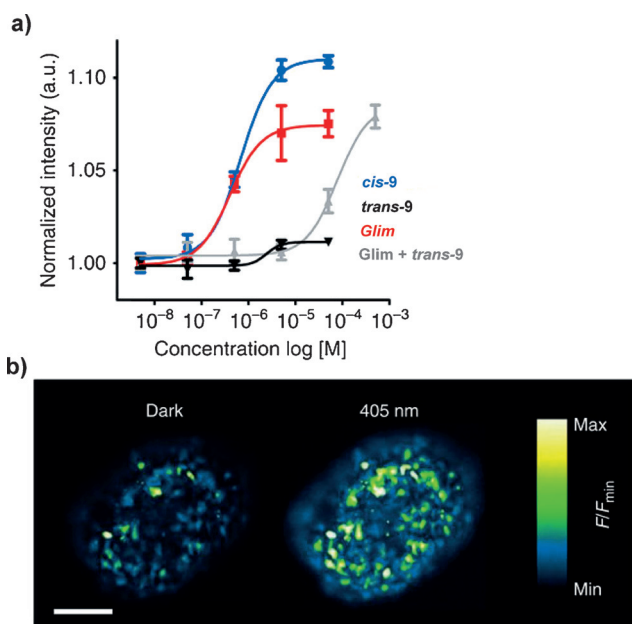 a)
Normalized intensity (a.u.)
1.10
1.05
1.00
cis-9
trans-9
Glim
Glim + trans-9
10⁻⁸ 10⁻⁷ 10⁻⁶ 10⁻⁵ 10⁻⁴ 10⁻³
Concentration log [M]
b)
Dark 405 nm
Max
F/Fmin
Min